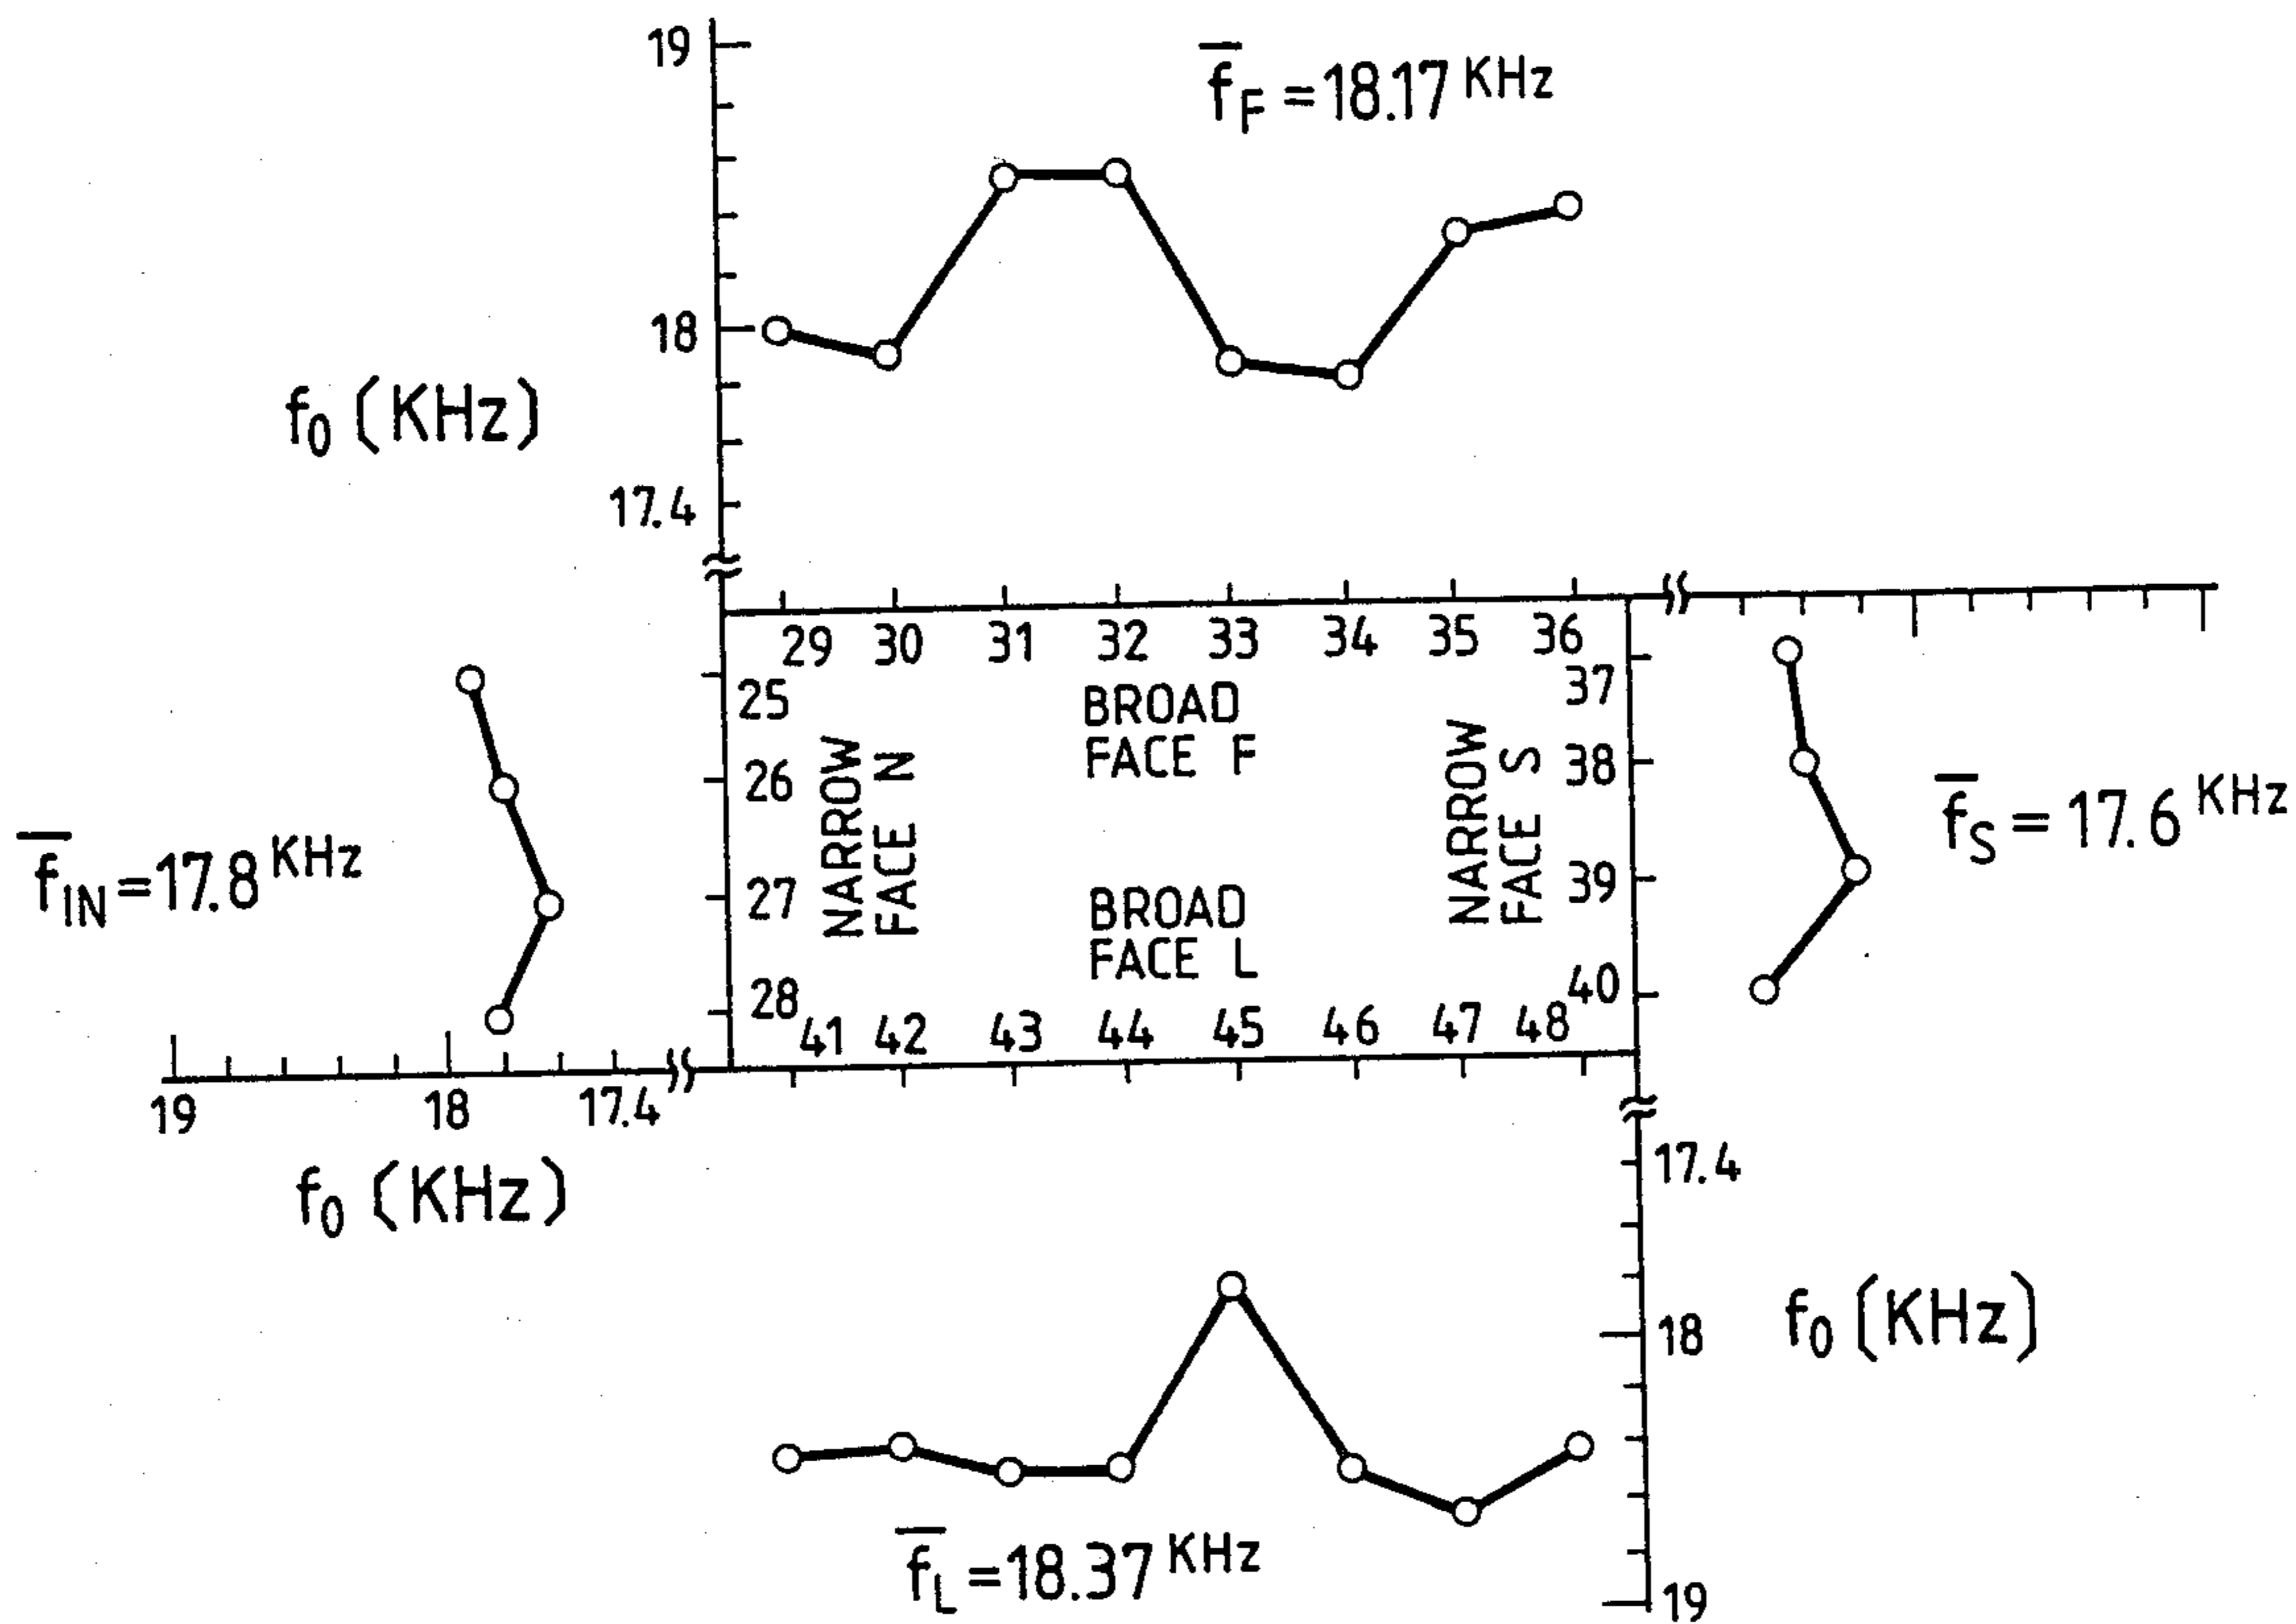 19
f̅F = 18.17 KHz
18
f0 (KHz)
17.4
29 30 31 32 33 34 35 36
25
26
27
28
37
38
39
40
BROAD
FACE F
NARROW
FACE N
NARROW
FACE S
BROAD
FACE L
f̅IN = 17.8 KHz
f̅S = 17.6 KHz
41 42 43 44 45 46 47 48
19 18 17.4
f0 (KHz)
17.4
18
f0 (KHz)
19
f̅L = 18.37 KHz